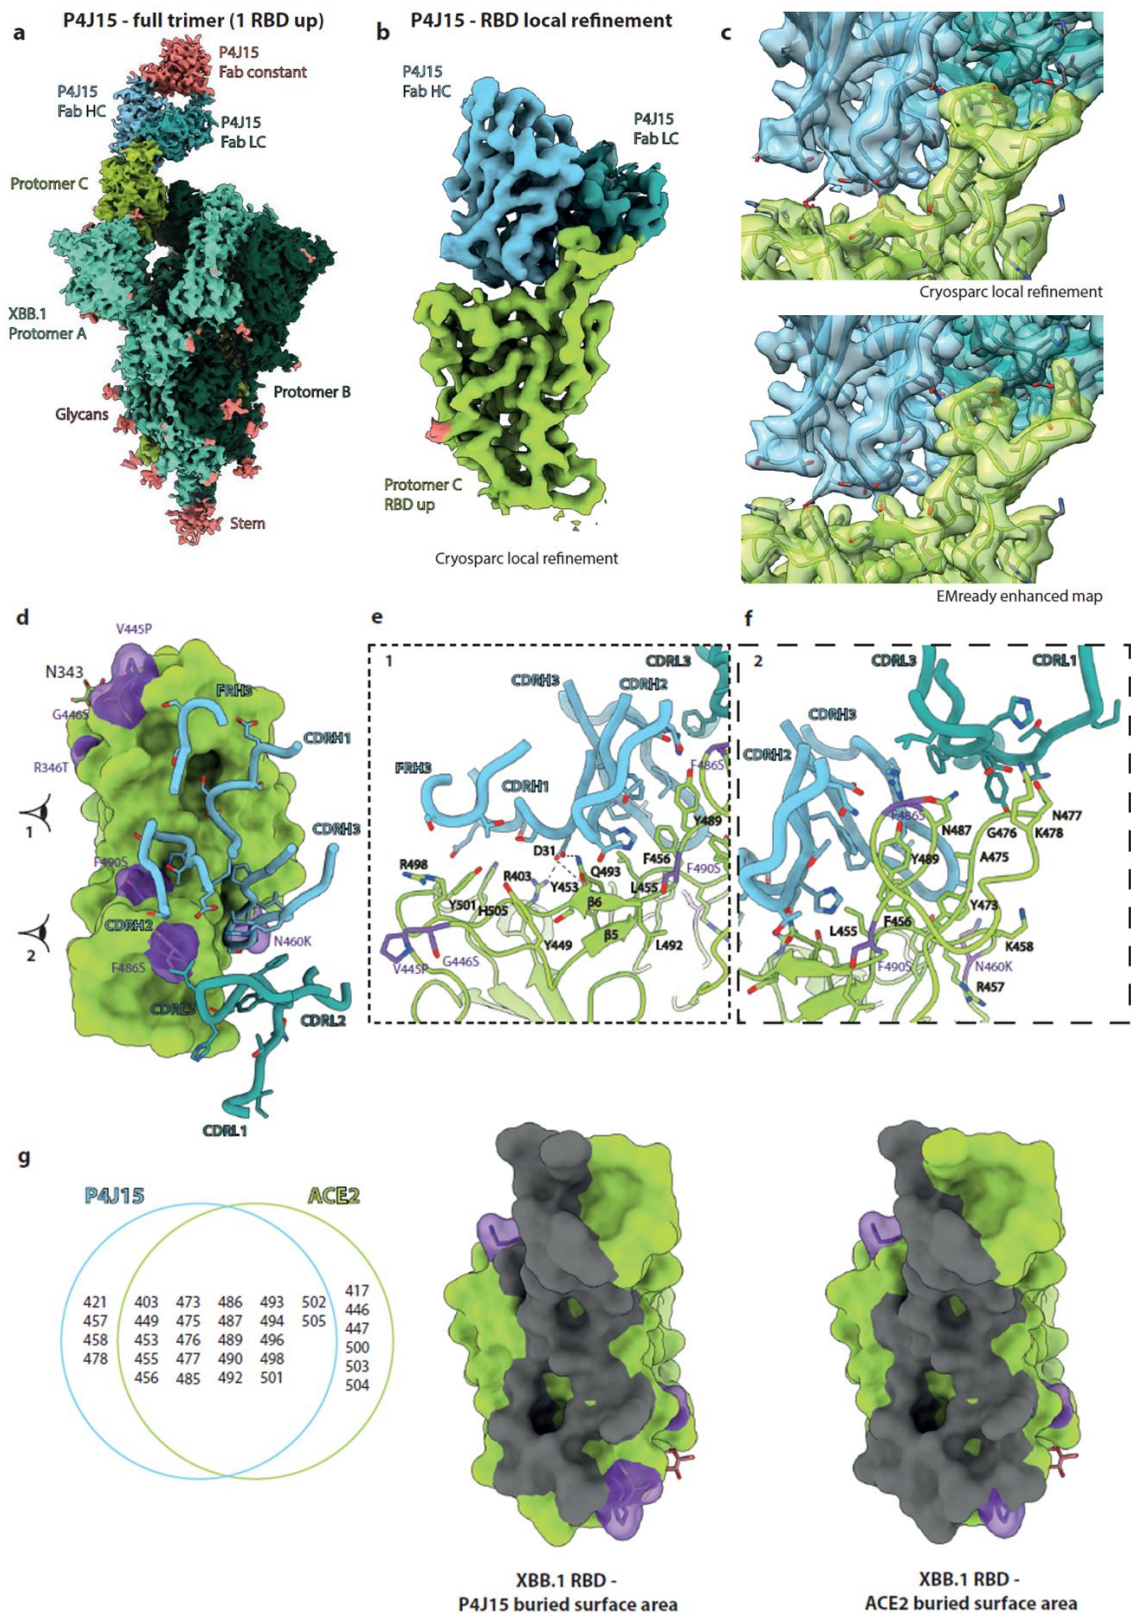 a
P4J15 - full trimer (1 RBD up)
P4J15
Fab constant
P4J15
Fab HC
P4J15
Fab LC
Protomer C
XBB.1
Protomer A
Protomer B
Glycans
Stem
b
P4J15 - RBD local refinement
P4J15
Fab HC
P4J15
Fab LC
Protomer C
RBD up
Cryosparc local refinement
c
Cryosparc local refinement
EMready enhanced map
d
V445P
N343
G446S
R346T
FRH3
CDRH1
CDRH3
1
F490S
CDRH2
2
N460K
F486S
CDRL3
CDRL2
CDRL1
e
1
CDRL3
CDRH3
CDRH2
FRH3
CDRH1
F486S
Y489
D31
R498
R403
Q493
F456
F490S
Y501
H505
Y453
L455
β6
Y449
β5
L492
V445P
G446S
f
2
CDRL3
CDRL1
CDRH3
CDRH2
F486S
N487
N477
G476
K478
Y489
A475
Y473
L455
F456
K458
F490S
N460K
R457
g
P4J15
ACE2
421
457
458
478
403 473 486 493 502
449 475 487 494 505
453 476 489 496
455 477 490 498
456 485 492 501
417
446
447
500
503
504
XBB.1 RBD -
P4J15 buried surface area
XBB.1 RBD -
ACE2 buried surface area